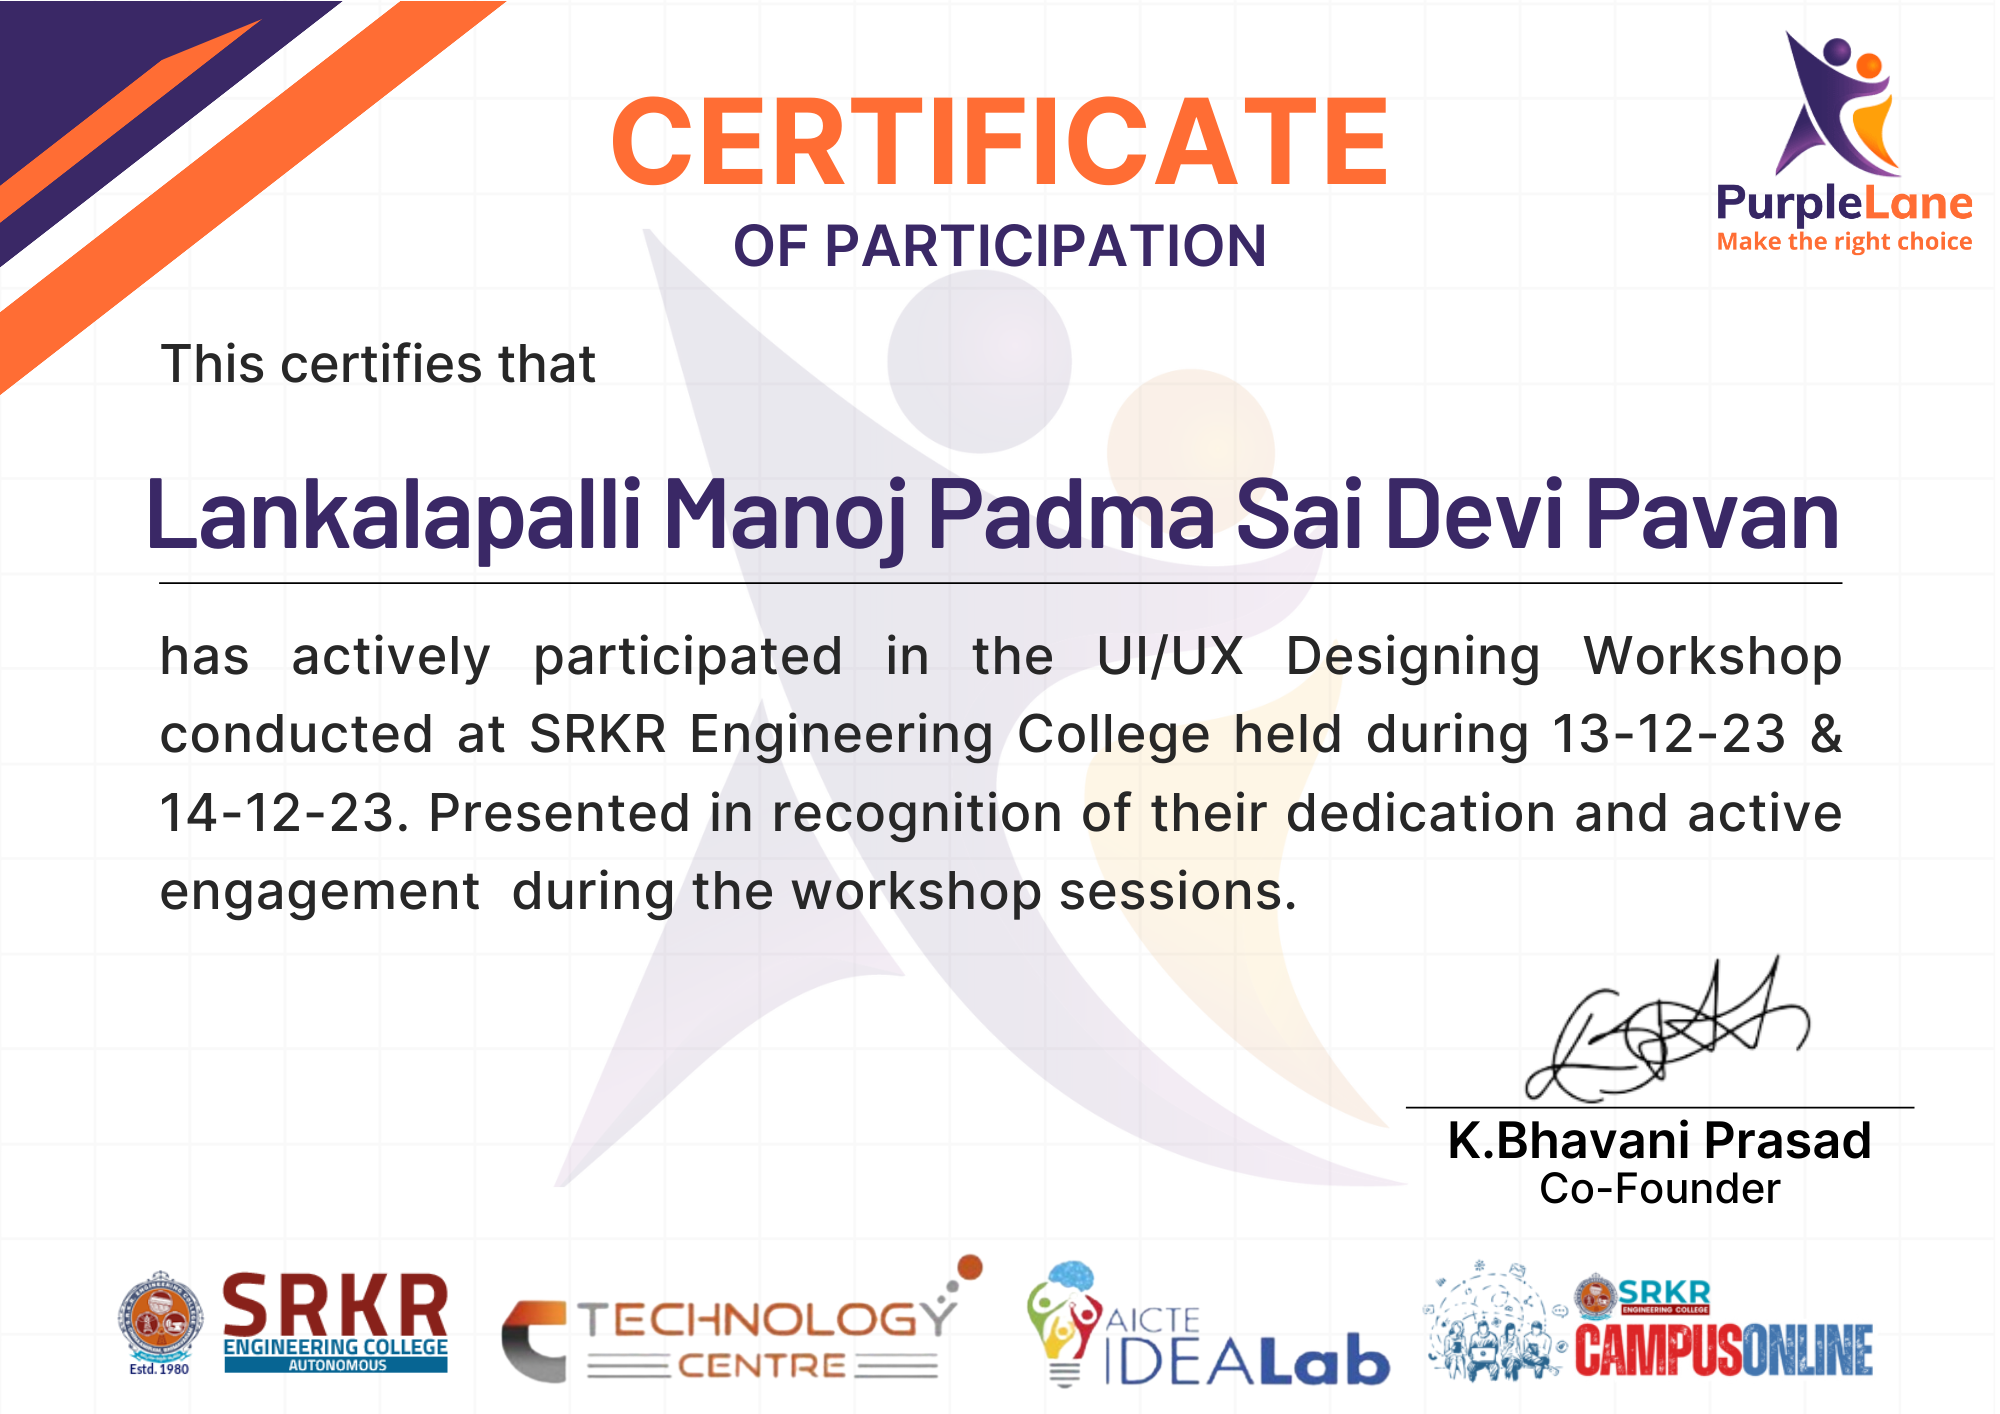 CERTIFICATE
OF PARTICIPATION
PurpleLane
Make the right choice
This certifies that
Lankalapalli Manoj Padma Sai Devi Pavan
has actively participated in the UI/UX Designing Workshop
conducted at SRKR Engineering College held during 13-12-23 &
14-12-23. Presented in recognition of their dedication and active
engagement during the workshop sessions.
K.Bhavani Prasad
Co-Founder
Estd. 1980
SRKR
ENGINEERING COLLEGE
AUTONOMOUS
TECHNOLOGY
CENTRE
AICTE
IDEALab
SRKR
ENGINEERING COLLEGE
CAMPUSONLINE